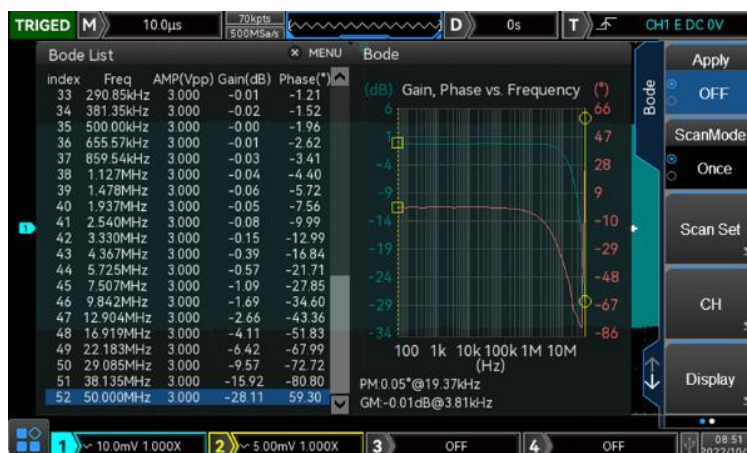 TRIGED M 10.0μs 70kpts 500MSa/s D 0s T CH1 E DC 0V
Bode List × MENU
index Freq AMP(Vpp) Gain(dB) Phase(°)
33 290.85kHz 3.000 -0.01 -1.21
34 381.35kHz 3.000 -0.02 -1.52
35 500.00kHz 3.000 -0.00 -1.96
36 655.57kHz 3.000 -0.01 -2.62
37 859.54kHz 3.000 -0.03 -3.41
38 1.127MHz 3.000 -0.04 -4.40
39 1.478MHz 3.000 -0.06 -5.72
40 1.937MHz 3.000 -0.05 -7.56
41 2.540MHz 3.000 -0.08 -9.99
42 3.330MHz 3.000 -0.15 -12.99
43 4.367MHz 3.000 -0.39 -16.84
44 5.725MHz 3.000 -0.57 -21.71
45 7.507MHz 3.000 -1.09 -27.85
46 9.842MHz 3.000 -1.69 -34.60
47 12.904MHz 3.000 -2.66 -43.36
48 16.919MHz 3.000 -4.11 -51.83
49 22.183MHz 3.000 -6.42 -67.99
50 29.085MHz 3.000 -9.57 -72.72
51 38.135MHz 3.000 -15.92 -80.80
52 50.000MHz 3.000 -28.11 59.30
Bode
(dB) Gain, Phase vs. Frequency (°)
6 66
1 47
-4 28
-9 9
-14 -10
-19 -29
-24 -48
-29 -67
-34 -86
100 1k 10k 100k 1M 10M
(Hz)
PM:0.05°@19.37kHz
GM:-0.01dB@3.81kHz
Bode
Apply
OFF
ScanMode
Once
Scan Set
CH
Display
1
1 10.0mV 1.000X 2 5.00mV 1.000X 3 OFF 4 OFF 08:51